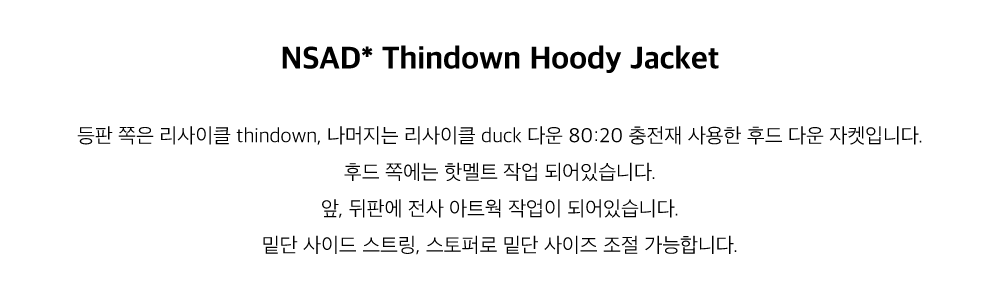 NSAD* Thindown Hoody Jacket
등판 쪽은 리사이클 thindown, 나머지는 리사이클 duck 다운 80:20 충전재 사용한 후드 다운 자켓입니다.
후드 쪽에는 핫멜트 작업 되어있습니다.
앞, 뒤판에 전사 아트웍 작업이 되어있습니다.
밑단 사이드 스트링, 스토퍼로 밑단 사이즈 조절 가능합니다.